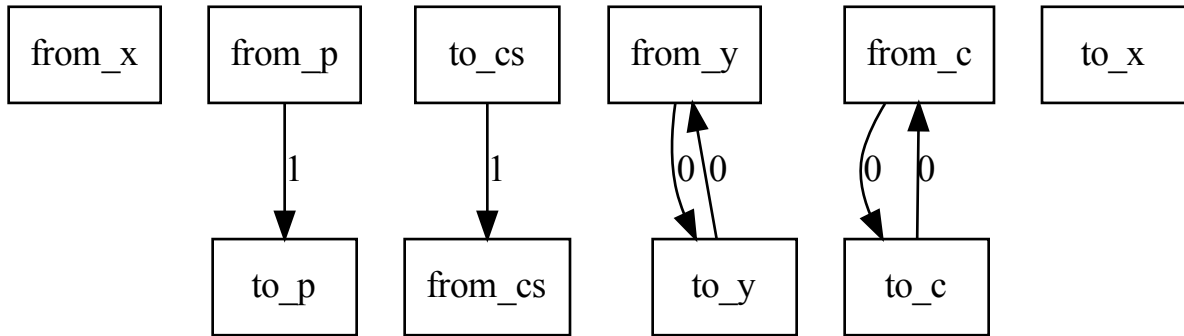 from_x
from_p
to_cs
from_y
from_c
to_x
1
1
0
0
0
0
to_p
from_cs
to_y
to_c